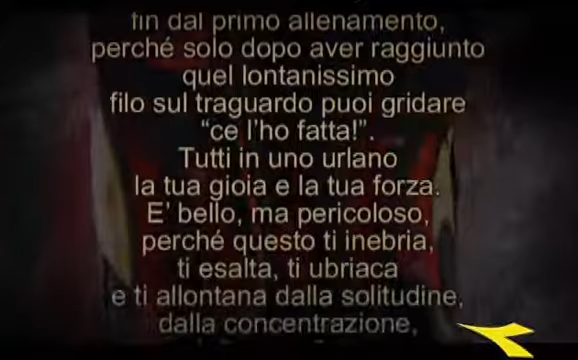 fin dal primo allenamento,
perché solo dopo aver raggiunto
quel lontanissimo
filo sul traguardo puoi gridare
“ce l’ho fatta!”.
Tutti in uno urlano
la tua gioia e la tua forza.
E’ bello, ma pericoloso,
perché questo ti inebria,
ti esalta, ti ubriaca
e ti allontana dalla solitudine,
dalla concentrazione,